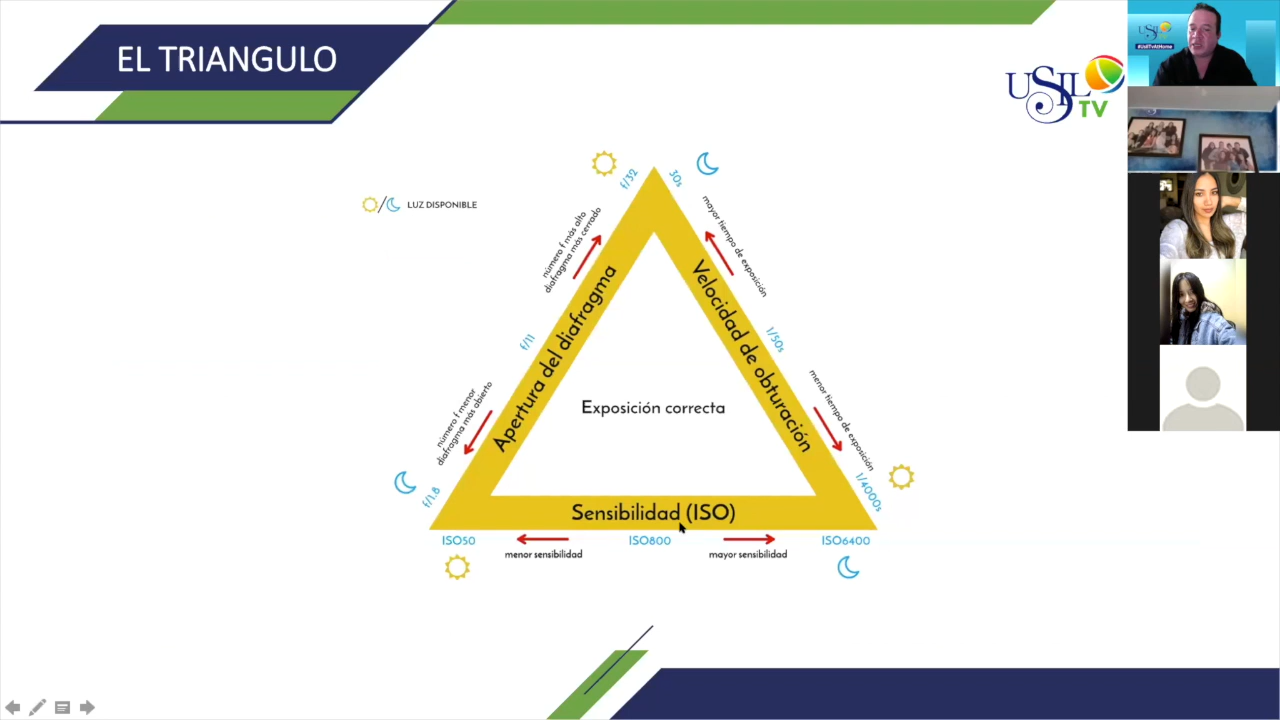 EL TRIANGULO
USIL
TV
USIL
#UsilTvAtHome
LUZ DISPONIBLE
f/32
30s
número f más alto
diafragma más cerrado
mayor tiempo de exposición
Apertura del diafragma
Velocidad de obturación
f/11
1/50s
número f menor
diafragma más abierto
menor tiempo de exposición
Exposición correcta
f/1.8
1/4000s
Sensibilidad (ISO)
ISO50
menor sensibilidad
ISO800
mayor sensibilidad
ISO6400